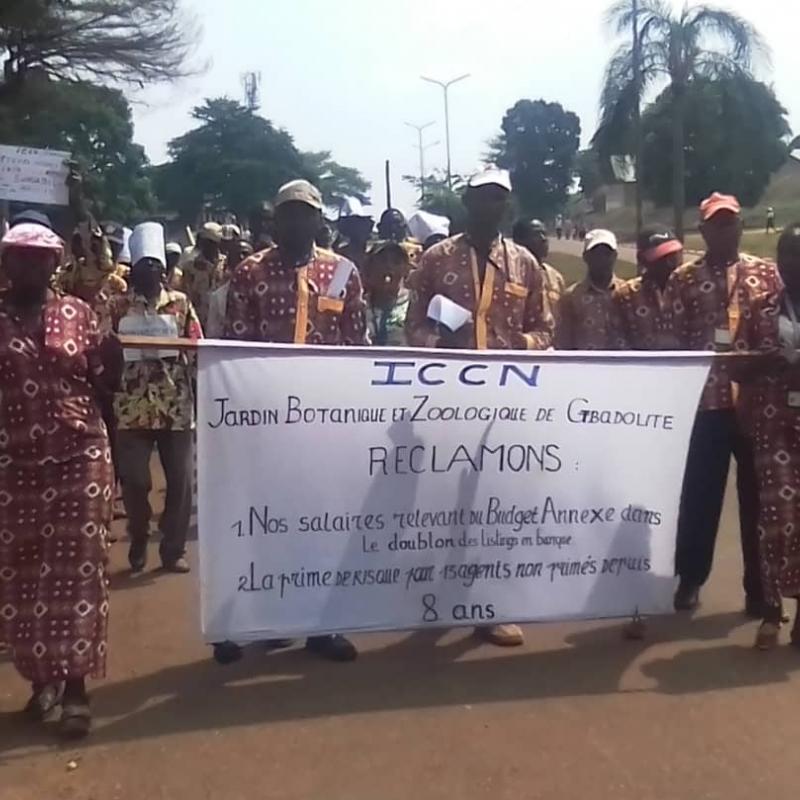 ICCN
JARDIN BOTANIQUE ET ZOOLOGIQUE DE GBADOLITE
RECLAMONS :
1. Nos salaires relevant du Budget Annexe dans
Le doublon des listings en banque
2 La prime DE RISQUE pour 15 agents non primés depuis
8 ans